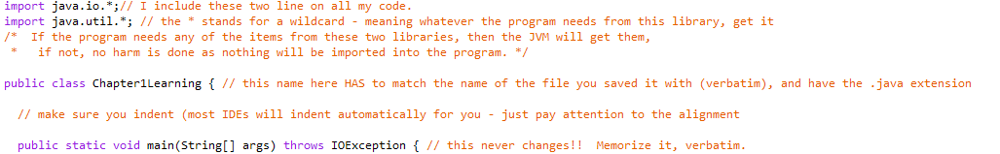 import java.io.*;// I include these two line on all my code.
import java.util.*; // the * stands for a wildcard - meaning whatever the program needs from this library, get it
/*  If the program needs any of the items from these two libraries, then the JVM will get them,
 *   if not, no harm is done as nothing will be imported into the program. */
public class Chapter1Learning { // this name here HAS to match the name of the file you saved it with (verbatim), and have the .java extension
  // make sure you indent (most IDEs will indent automatically for you - just pay attention to the alignment
  public static void main(String[] args) throws IOException { // this never changes!!  Memorize it, verbatim.